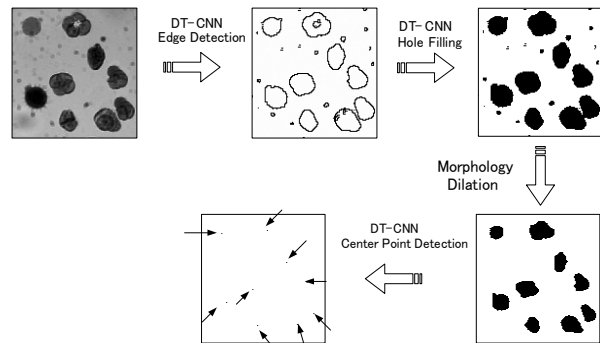 DT-CNN
Edge Detection
DT-CNN
Hole Filling
Morphology
Dilation
DT-CNN
Center Point Detection